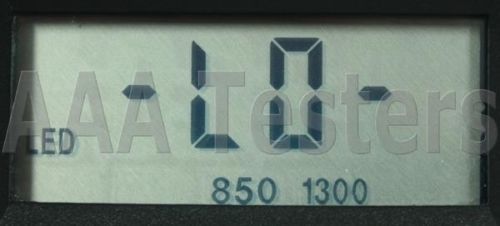 -LO-
AAA Testers
LED
850 1300